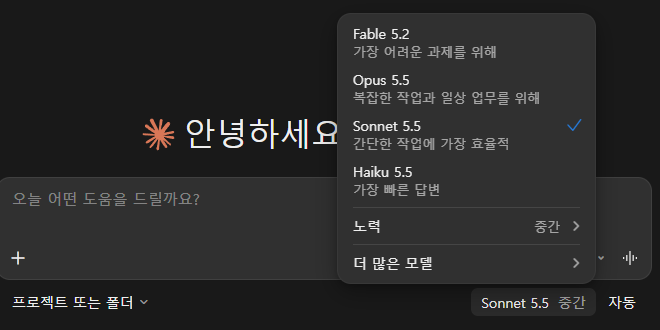 Fable 5.2
가장 어려운 과제를 위해
Opus 5.5
복잡한 작업과 일상 업무를 위해
안녕하세요
Sonnet 5.5
간단한 작업에 가장 효율적
Haiku 5.5
가장 빠른 답변
오늘 어떤 도움을 드릴까요?
노력 중간
더 많은 모델
프로젝트 또는 폴더
Sonnet 5.5 중간 자동